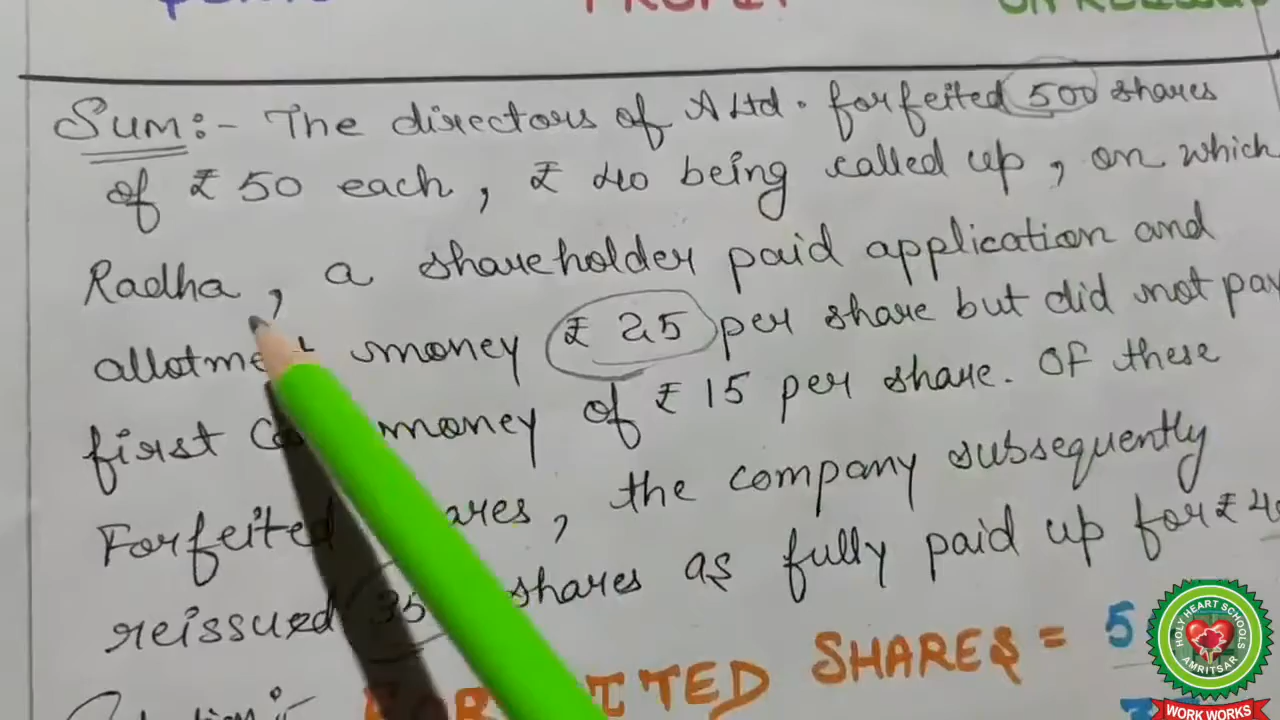 PROFIT
Sum:- The directors of A Ltd. forfeited 500 shares
of ₹ 50 each, ₹ 40 being called up, on which
Radha, a shareholder paid application and
allotment money ₹ 25 per share but did not pay
first money of ₹ 15 per share. Of these
Forfeited, the company subsequently
reissued shares as fully paid up for ₹
SHARES = 5
HOLY HEART SCHOOLS
AMRITSAR
WORK WORKS